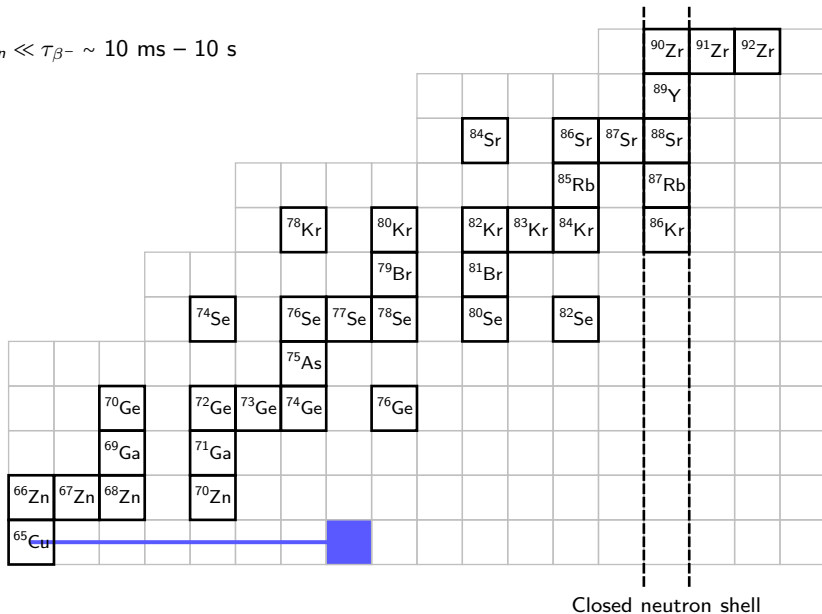 n ≪ τβ⁻ ~ 10 ms – 10 s
⁹⁰Zr ⁹¹Zr ⁹²Zr
⁸⁹Y
⁸⁴Sr ⁸⁶Sr ⁸⁷Sr ⁸⁸Sr
⁸⁵Rb ⁸⁷Rb
⁷⁸Kr ⁸⁰Kr ⁸²Kr ⁸³Kr ⁸⁴Kr ⁸⁶Kr
⁷⁹Br ⁸¹Br
⁷⁴Se ⁷⁶Se ⁷⁷Se ⁷⁸Se ⁸⁰Se ⁸²Se
⁷⁵As
⁷⁰Ge ⁷²Ge ⁷³Ge ⁷⁴Ge ⁷⁶Ge
⁶⁹Ga ⁷¹Ga
⁶⁶Zn ⁶⁷Zn ⁶⁸Zn ⁷⁰Zn
⁶⁵Cu
Closed neutron shell